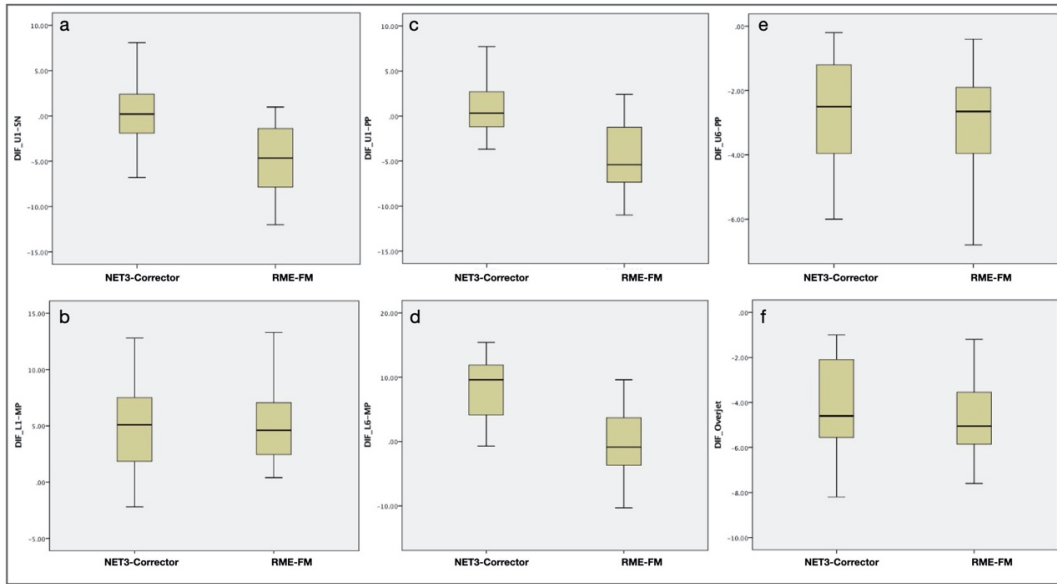 a
10.00
5.00
.00
-5.00
-10.00
-15.00
DIF_U1-SN
NET3-Corrector
RME-FM
c
10.00
5.00
.00
-5.00
-10.00
-15.00
DIF_U1-PP
NET3-Corrector
RME-FM
e
.00
-2.00
-4.00
-6.00
DIF_U6-PP
NET3-Corrector
RME-FM
b
15.00
10.00
5.00
.00
-5.00
DIF_L1-MP
NET3-Corrector
RME-FM
d
20.00
10.00
.00
-10.00
DIF_L6-MP
NET3-Corrector
RME-FM
f
.00
-2.00
-4.00
-6.00
-8.00
-10.00
DIF_Overjet
NET3-Corrector
RME-FM